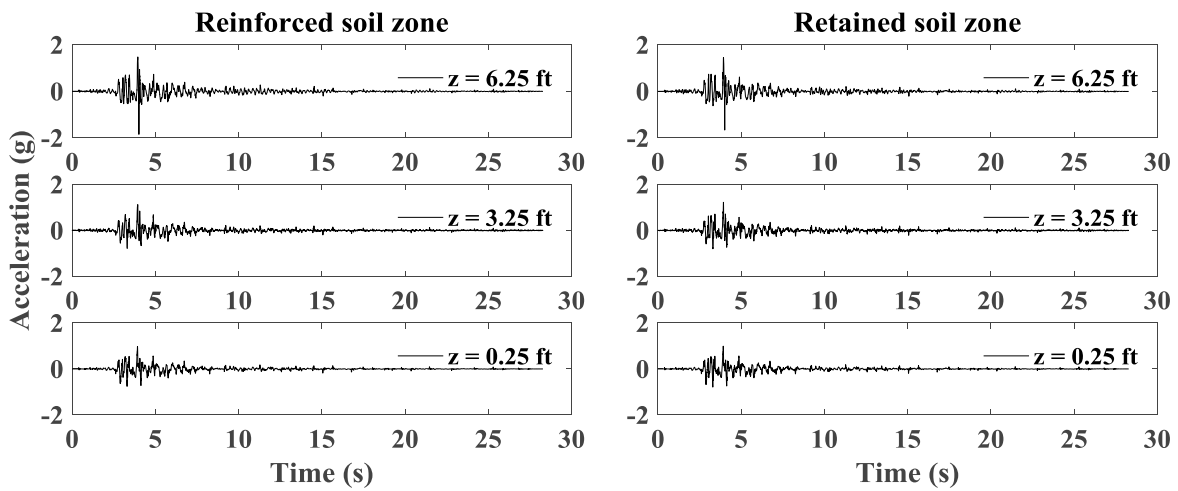 Reinforced soil zone
Retained soil zone
Acceleration (g)
2
0
-2
z = 6.25 ft
0 5 10 15 20 25 30
2
0
-2
z = 6.25 ft
0 5 10 15 20 25 30
2
0
-2
z = 3.25 ft
0 5 10 15 20 25 30
2
0
-2
z = 3.25 ft
0 5 10 15 20 25 30
2
0
-2
z = 0.25 ft
0 5 10 15 20 25 30
Time (s)
2
0
-2
z = 0.25 ft
0 5 10 15 20 25 30
Time (s)